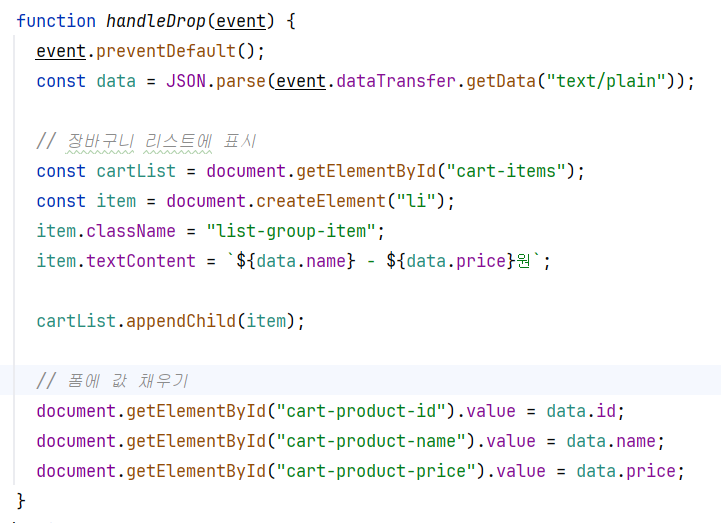 function handleDrop(event) {
event.preventDefault();
const data = JSON.parse(event.dataTransfer.getData("text/plain"));
// 장바구니 리스트에 표시
const cartList = document.getElementById("cart-items");
const item = document.createElement("li");
item.className = "list-group-item";
item.textContent = `${data.name} - ${data.price}원`;
cartList.appendChild(item);
// 폼에 값 채우기
document.getElementById("cart-product-id").value = data.id;
document.getElementById("cart-product-name").value = data.name;
document.getElementById("cart-product-price").value = data.price;
}